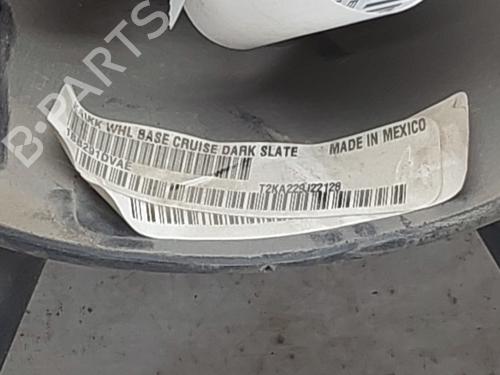 WHL BASE CRUISE DARK SLATE MADE IN MEXICO
T2KA229J22128
B-PARTS